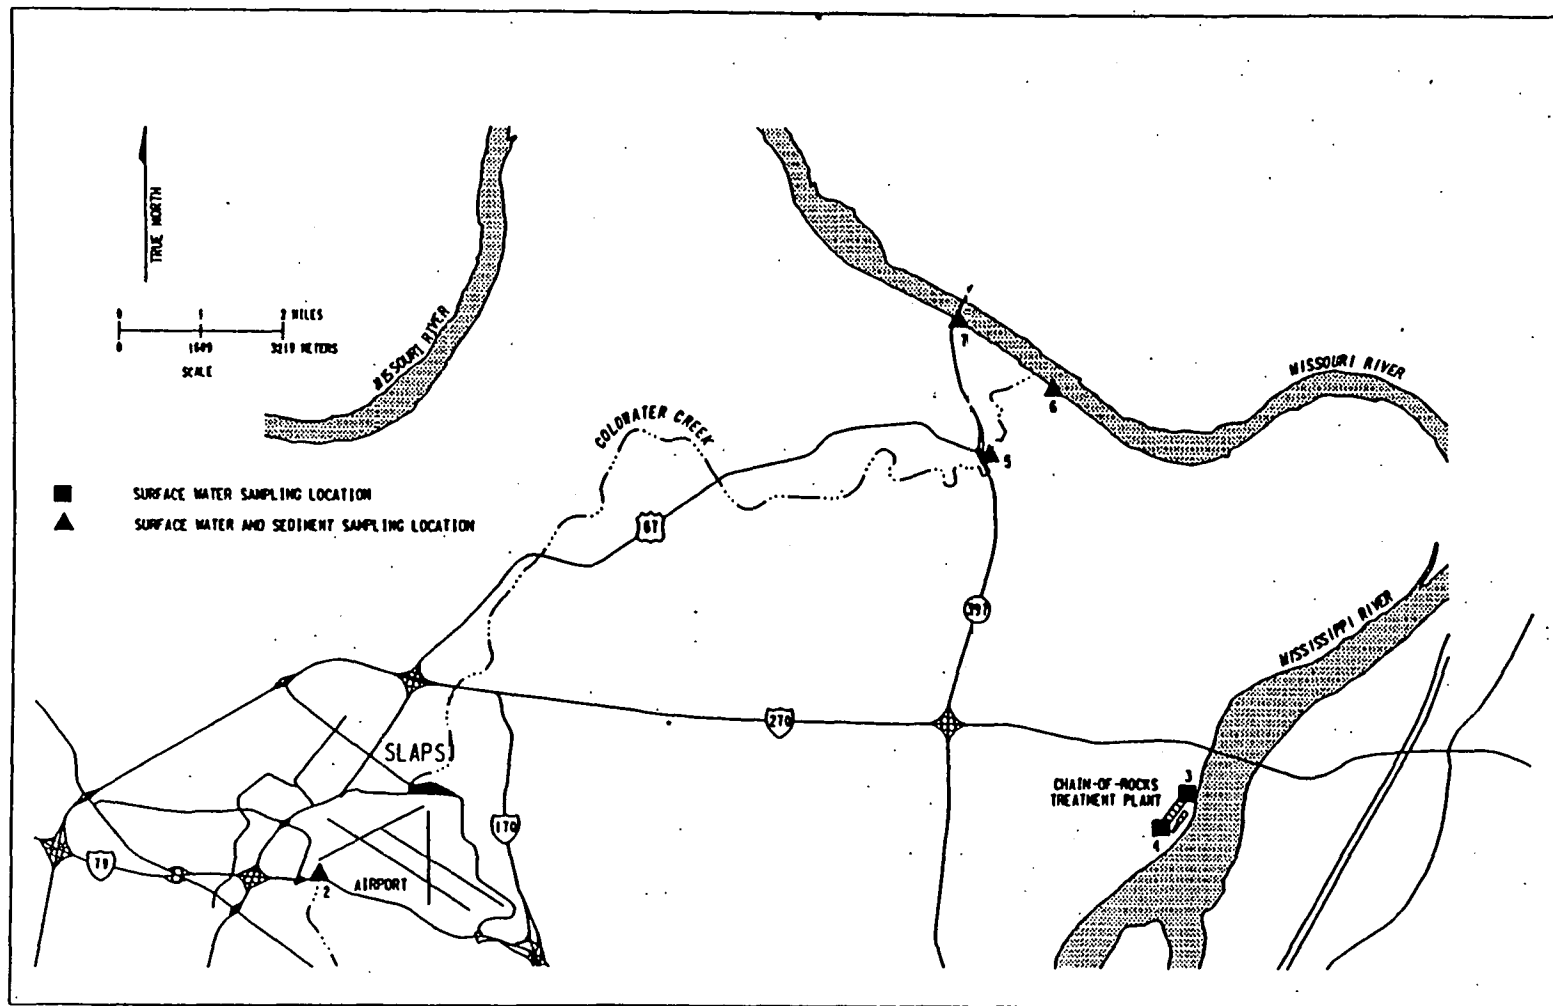 TRUE NORTH
0 1 2 MILES
0 1609 3219 METERS
SCALE
MISSOURI RIVER
COLDWATER CREEK
MISSOURI RIVER
7
6
5
SURFACE WATER SAMPLING LOCATION
SURFACE WATER AND SEDIMENT SAMPLING LOCATION
67
MISSISSIPPI RIVER
270
SLAPS
CHAIN-OF-ROCKS
TREATMENT PLANT
3
4
170
70
2
AIRPORT